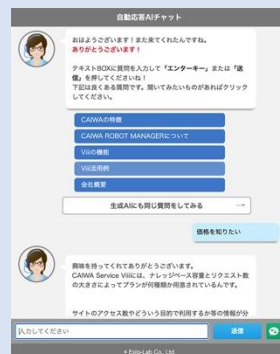 自動応答AIチャット
おはようございます！また来てくれたんですね。
ありがとうございます！
テキストBOXに質問を入力して「エンターキー」または「送
信」を押してくださいね！
下記は良くある質問です。聞いてみたいものがあればクリック
してください。
CAIWAの特徴
CAIWA ROBOT MANAGERについて
Viiiの機能
Viii活用例
会社概要
生成AIにも同じ質問をしてみる →
価格を知りたい
興味を持ってくれてありがとうございます。
CAIWA Service Viiiには、ナレッジベース容量とリクエスト数
の大きさによってプランが何種類か用意されているんです。
サイトのアクセス数やどういう目的で利用するか等の情報が分
入力してください
送信
Exip-Lab Co., Ltd